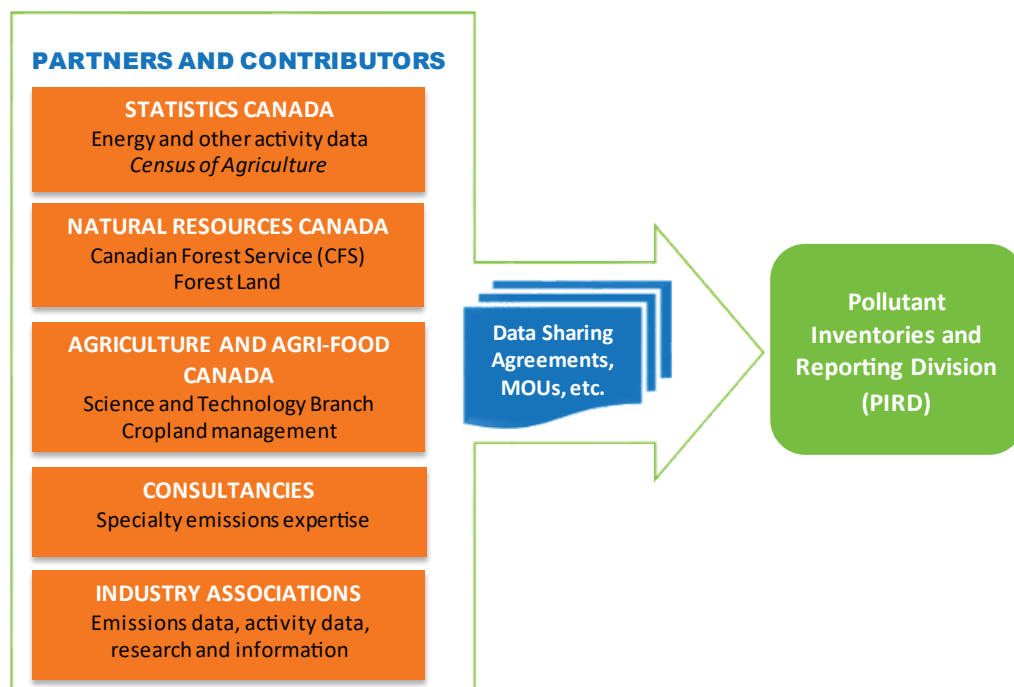 PARTNERS AND CONTRIBUTORS
STATISTICS CANADA
Energy and other activity data
Census of Agriculture
NATURAL RESOURCES CANADA
Canadian Forest Service (CFS)
Forest Land
AGRICULTURE AND AGRI-FOOD
CANADA
Science and Technology Branch
Cropland management
CONSULTANCIES
Specialty emissions expertise
INDUSTRY ASSOCIATIONS
Emissions data, activity data,
research and information
Data Sharing
Agreements,
MOUs, etc.
Pollutant
Inventories and
Reporting Division
(PIRD)